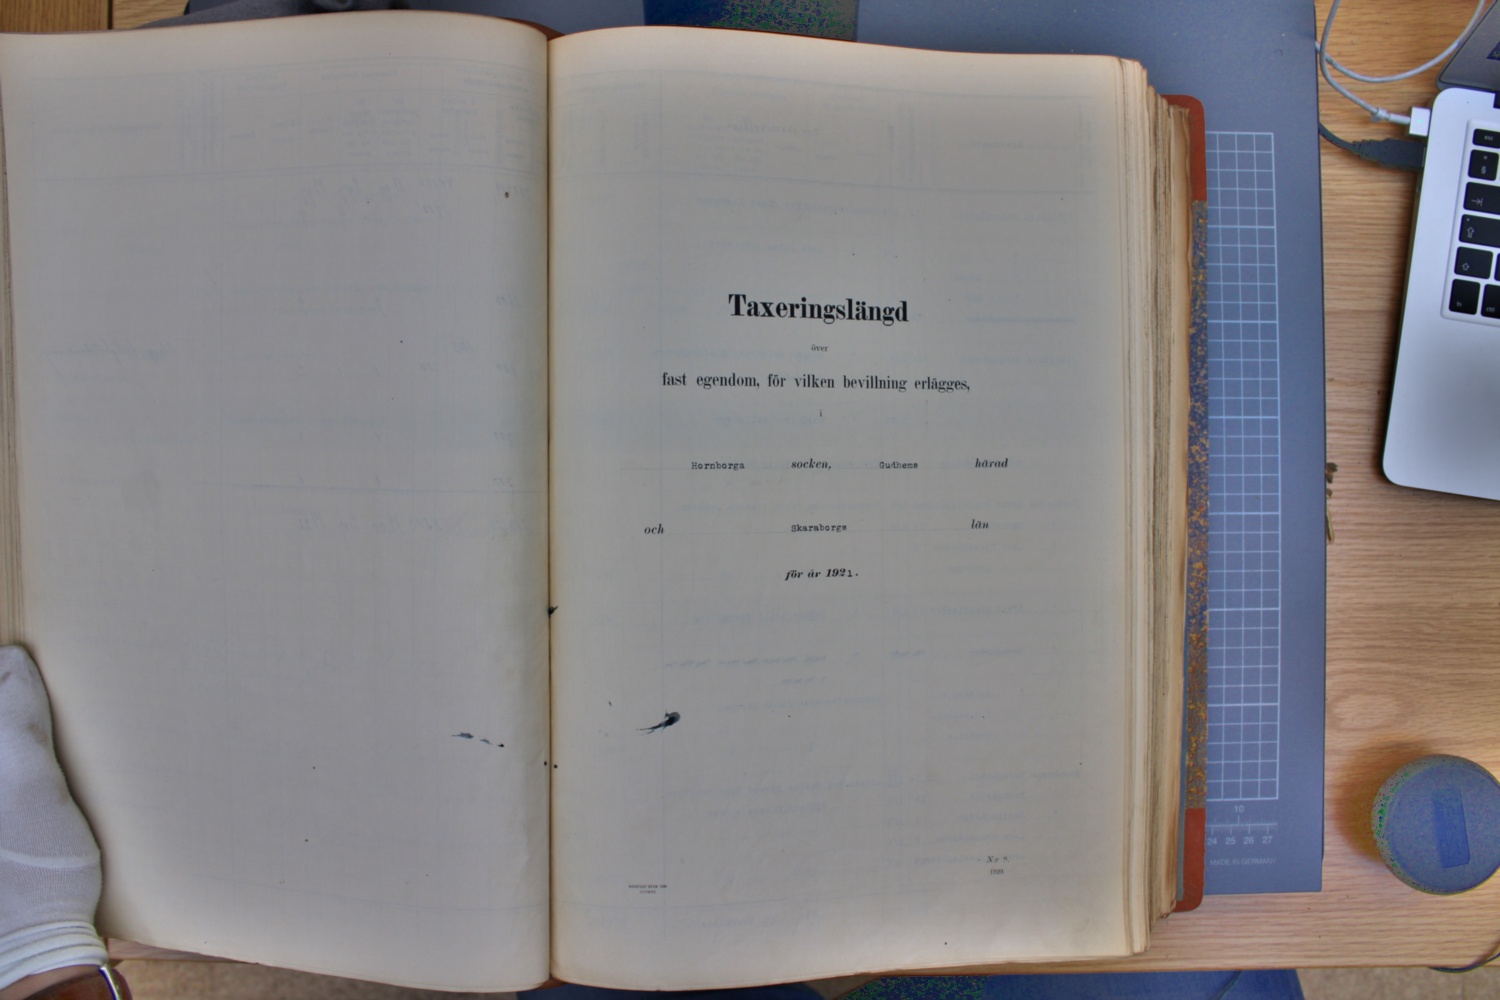 Taxeringslängd
över
fast egendom, för vilken bevillning erlägges,
i
Hornborga socken, Gudhems härad
och Skaraborgs län
för år 1921.
Nr 8.
1920.
10
24 25 26 27
MADE IN GERMANY